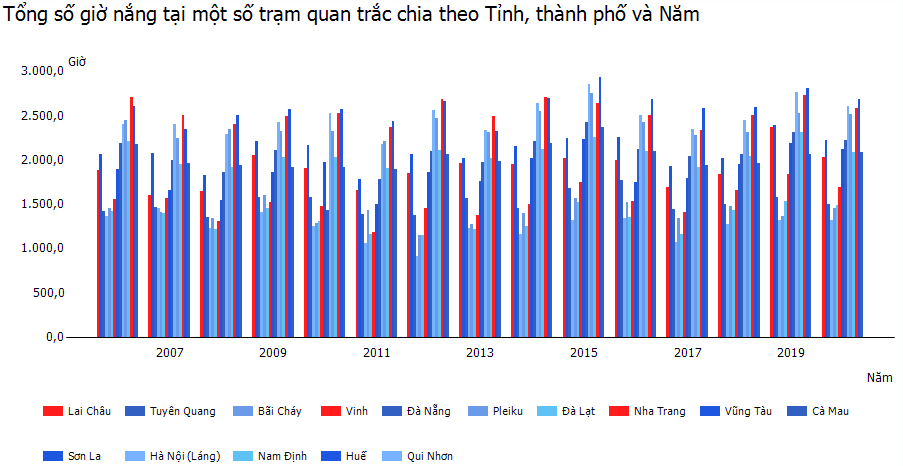 Tổng số giờ nắng tại một số trạm quan trắc chia theo Tỉnh, thành phố và Năm
Giờ
3.000,0
2.500,0
2.000,0
1.500,0
1.000,0
500,0
0,0
2007 2009 2011 2013 2015 2017 2019
Năm
Lai Châu Tuyên Quang Bãi Cháy Vinh Đà Nẵng Pleiku Đà Lạt Nha Trang Vũng Tàu Cà Mau
Sơn La Hà Nội (Láng) Nam Định Huế Qui Nhơn